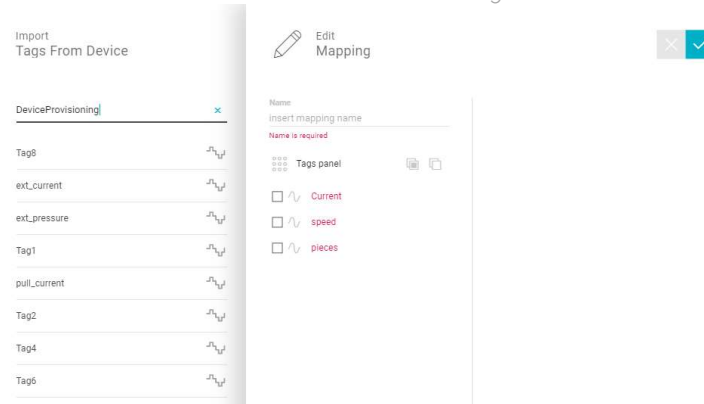 Import
Tags From Device
DeviceProvisioning
Tag8
ext_current
ext_pressure
Tag1
pull_current
Tag2
Tag4
Tag6
Edit
Mapping
Name
insert mapping name
Name is required
Tags panel
Current
speed
pieces